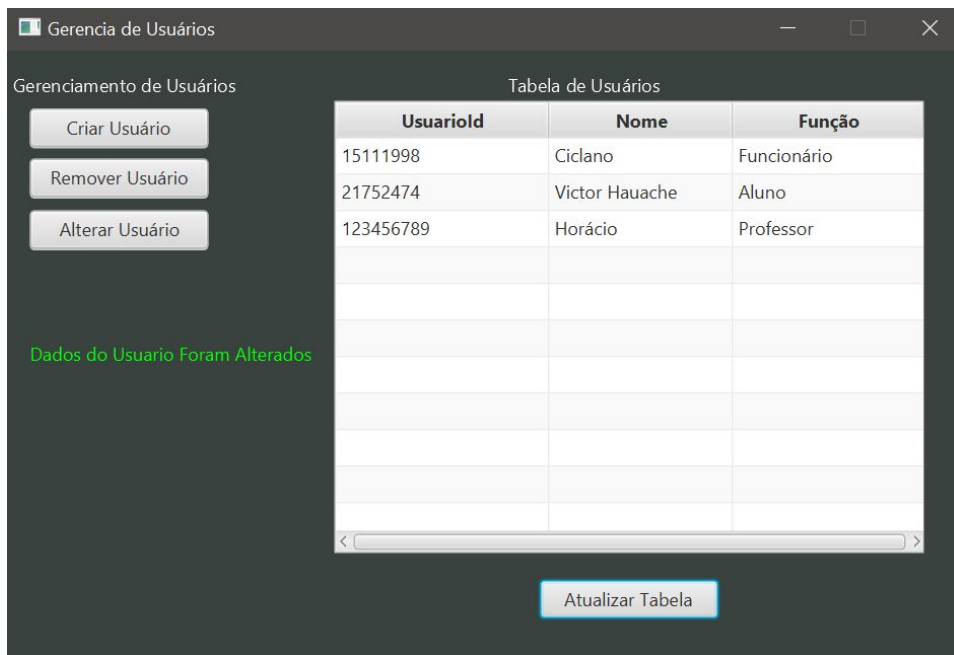 Gerencia de Usuários
Gerenciamento de Usuários
Criar Usuário
Remover Usuário
Alterar Usuário
Dados do Usuario Foram Alterados
Tabela de Usuários
UsuarioId Nome Função
15111998 Ciclano Funcionário
21752474 Victor Hauache Aluno
123456789 Horácio Professor
Atualizar Tabela